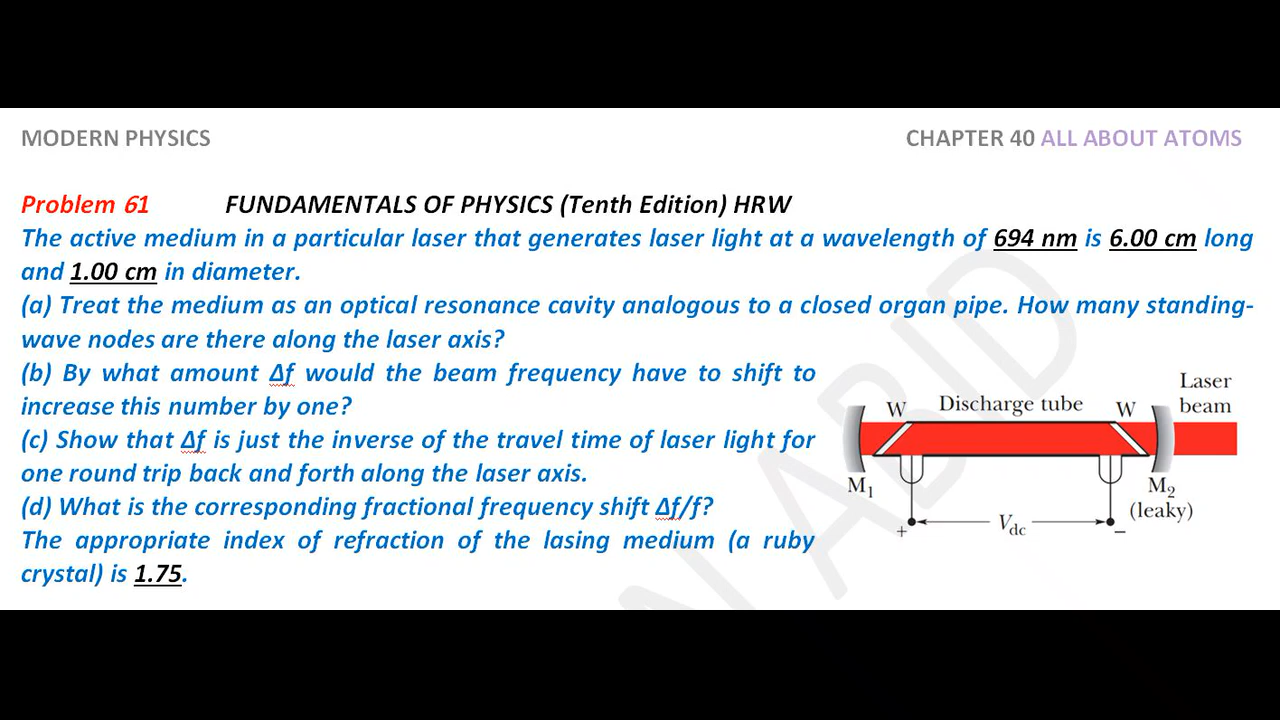 MODERN PHYSICS
CHAPTER 40 ALL ABOUT ATOMS
Problem 61 FUNDAMENTALS OF PHYSICS (Tenth Edition) HRW
The active medium in a particular laser that generates laser light at a wavelength of 694 nm is 6.00 cm long
and 1.00 cm in diameter.
(a) Treat the medium as an optical resonance cavity analogous to a closed organ pipe. How many standing-
wave nodes are there along the laser axis?
(b) By what amount Δf would the beam frequency have to shift to
increase this number by one?
(c) Show that Δf is just the inverse of the travel time of laser light for
one round trip back and forth along the laser axis.
(d) What is the corresponding fractional frequency shift Δf/f?
The appropriate index of refraction of the lasing medium (a ruby
crystal) is 1.75.
Laser
beam
W Discharge tube W
M1
M2
(leaky)
+ Vdc −
N ABID